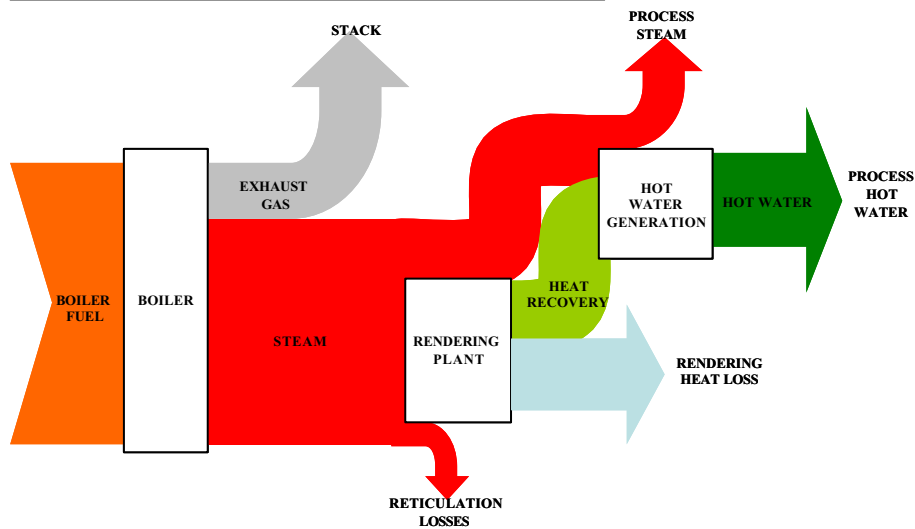 STACK
PROCESS
STEAM
EXHAUST
GAS
HOT
WATER
GENERATION
HOT WATER
PROCESS
HOT
WATER
BOILER
FUEL
BOILER
STEAM
RENDERING
PLANT
HEAT
RECOVERY
RENDERING
HEAT LOSS
RETICULATION
LOSSES